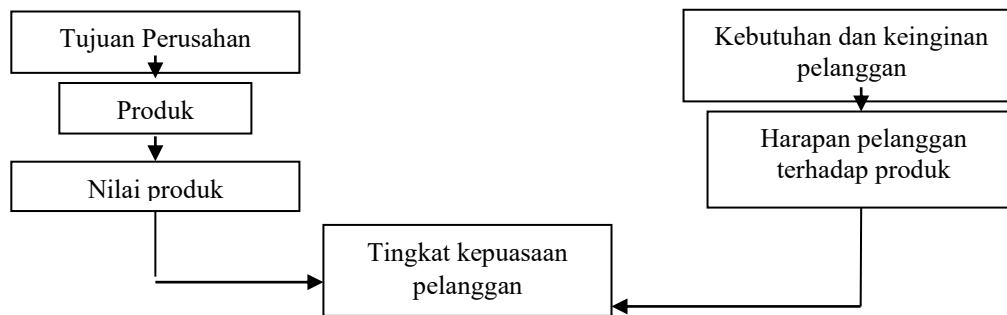 Tujuan Perusahan
Produk
Nilai produk
Kebutuhan dan keinginan
pelanggan
Harapan pelanggan
terhadap produk
Tingkat kepuasaan
pelanggan